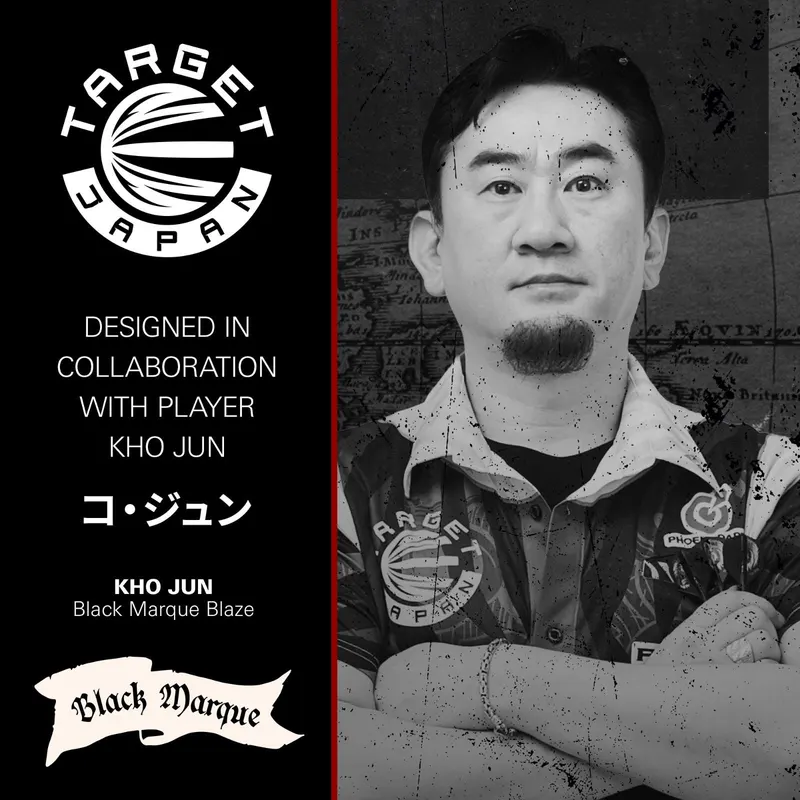 TARGET
JAPAN
DESIGNED IN
COLLABORATION
WITH PLAYER
KHO JUN
コ・ジュン
KHO JUN
Black Marque Blaze
Black Marque
TARGET
JAPAN